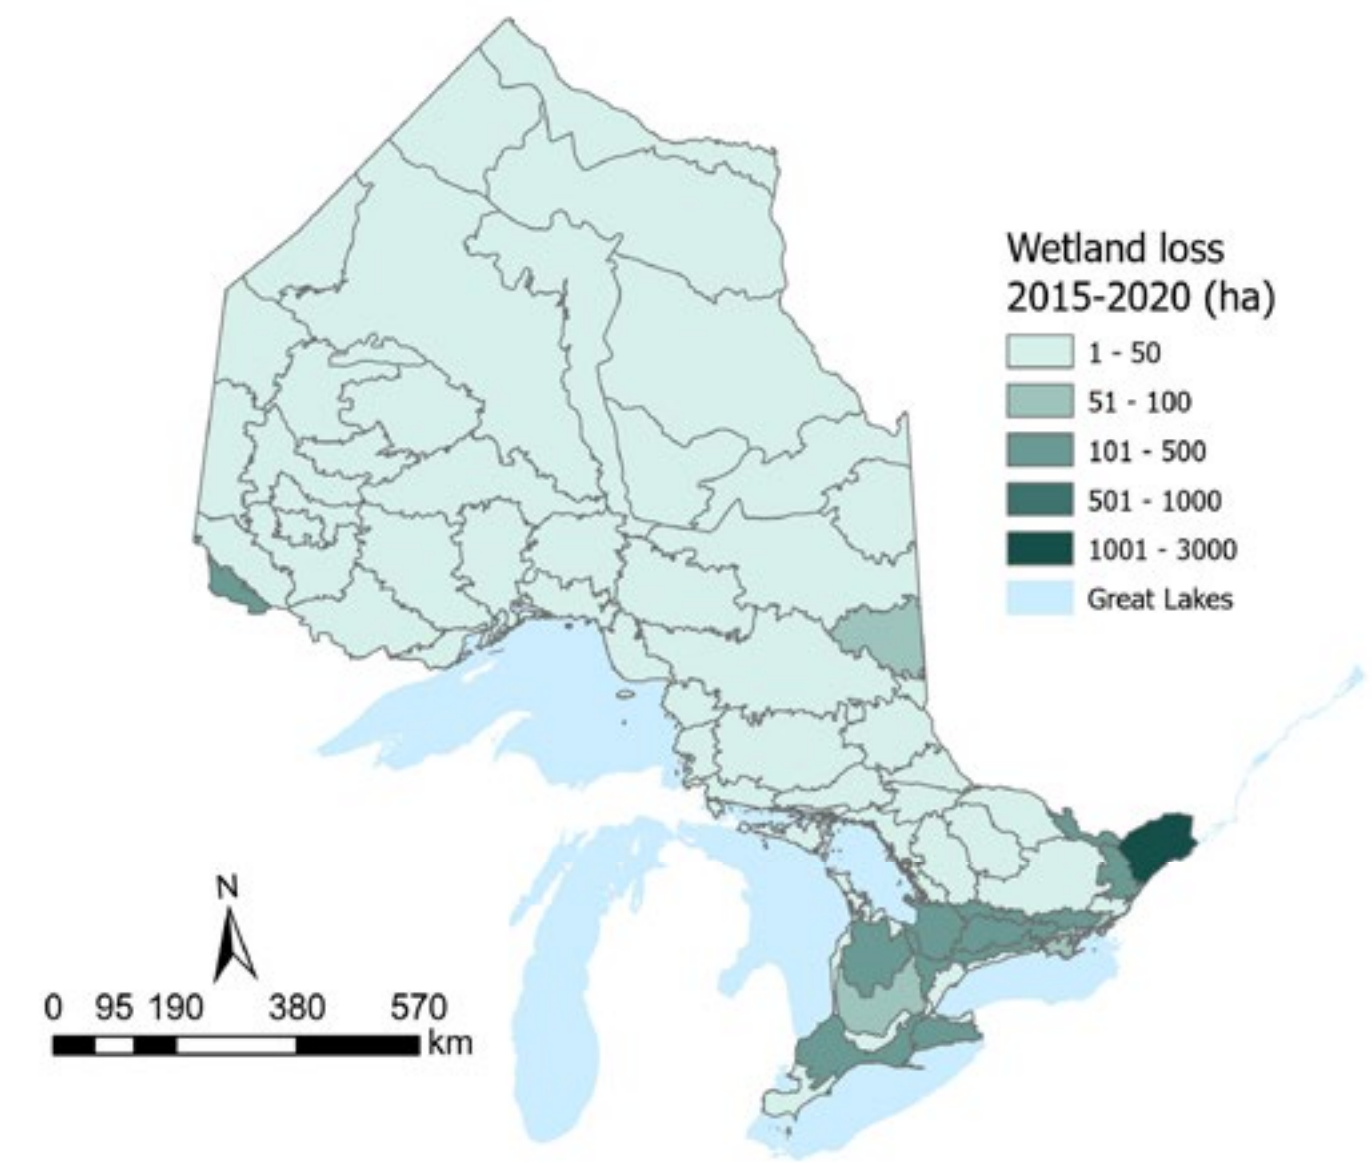 Wetland loss
2015-2020 (ha)
1 - 50
51 - 100
101 - 500
501 - 1000
1001 - 3000
Great Lakes
N
0 95 190 380 570
km